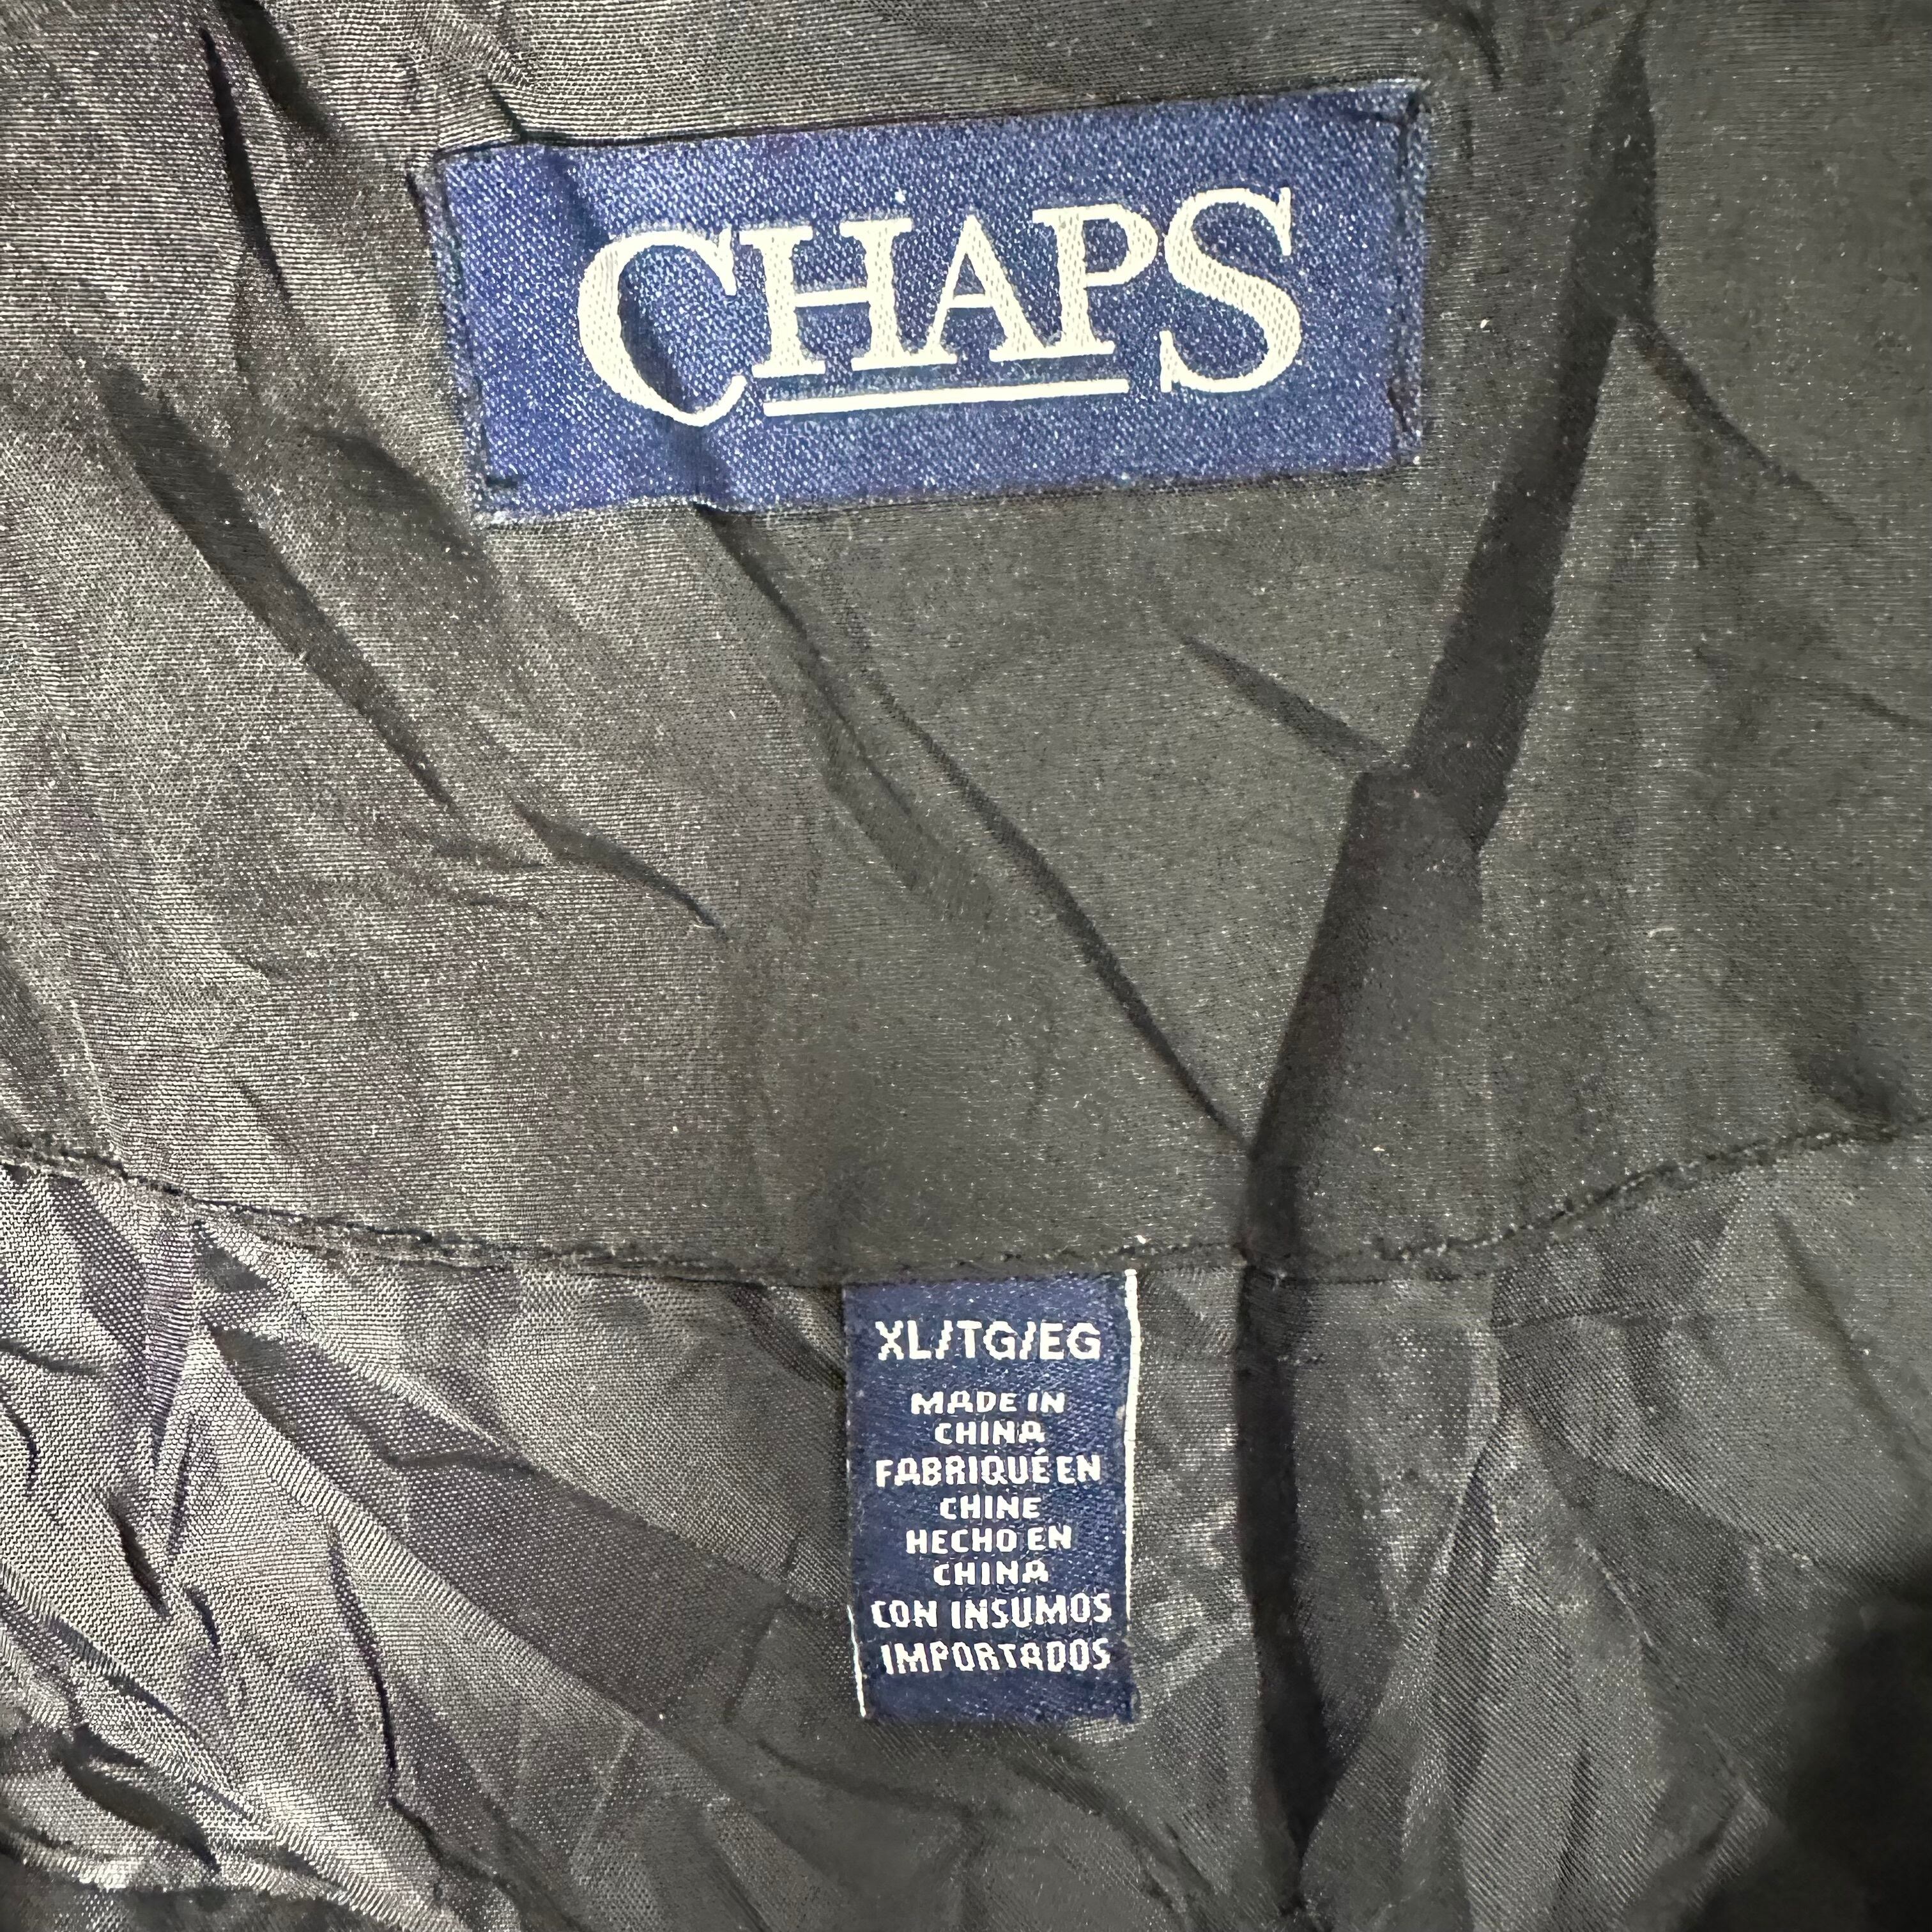 CHAPS
XL/TG/EG
MADE IN
CHINA
FABRIQUÉ EN
CHINE
HECHO EN
CHINA
CON INSUMOS
IMPORTADOS